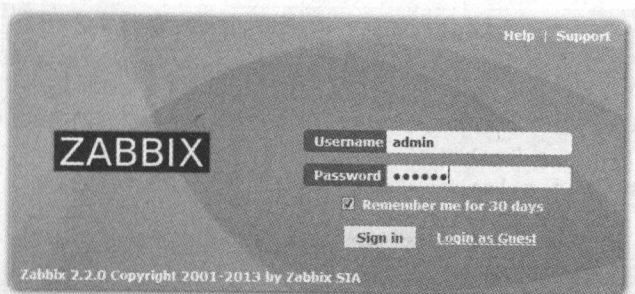 Help | Support
ZABBIX
Username admin
Password ••••••
Remember me for 30 days
Sign in Login as Guest
Zabbix 2.2.0 Copyright 2001-2013 by Zabbix SIA